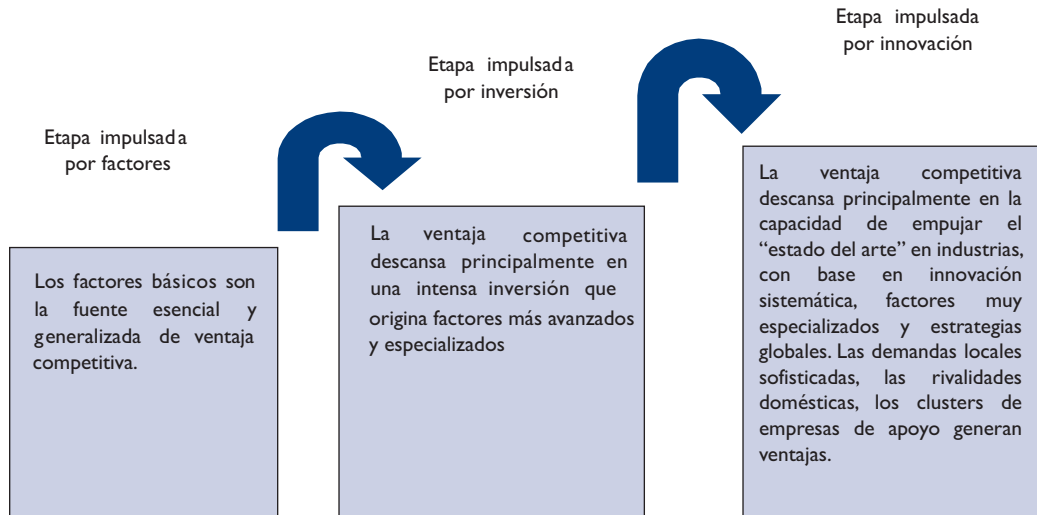 Etapa impulsada
por factores
Los factores básicos son
la fuente esencial y
generalizada de ventaja
competitiva.
Etapa impulsada
por inversión
La ventaja competitiva
descansa principalmente en
una intensa inversión que
origina factores más avanzados
y especializados
Etapa impulsada
por innovación
La ventaja competitiva
descansa principalmente en la
capacidad de empujar el
“estado del arte” en industrias,
con base en innovación
sistemática, factores muy
especializados y estrategias
globales. Las demandas locales
sofisticadas, las rivalidades
domésticas, los clusters de
empresas de apoyo generan
ventajas.